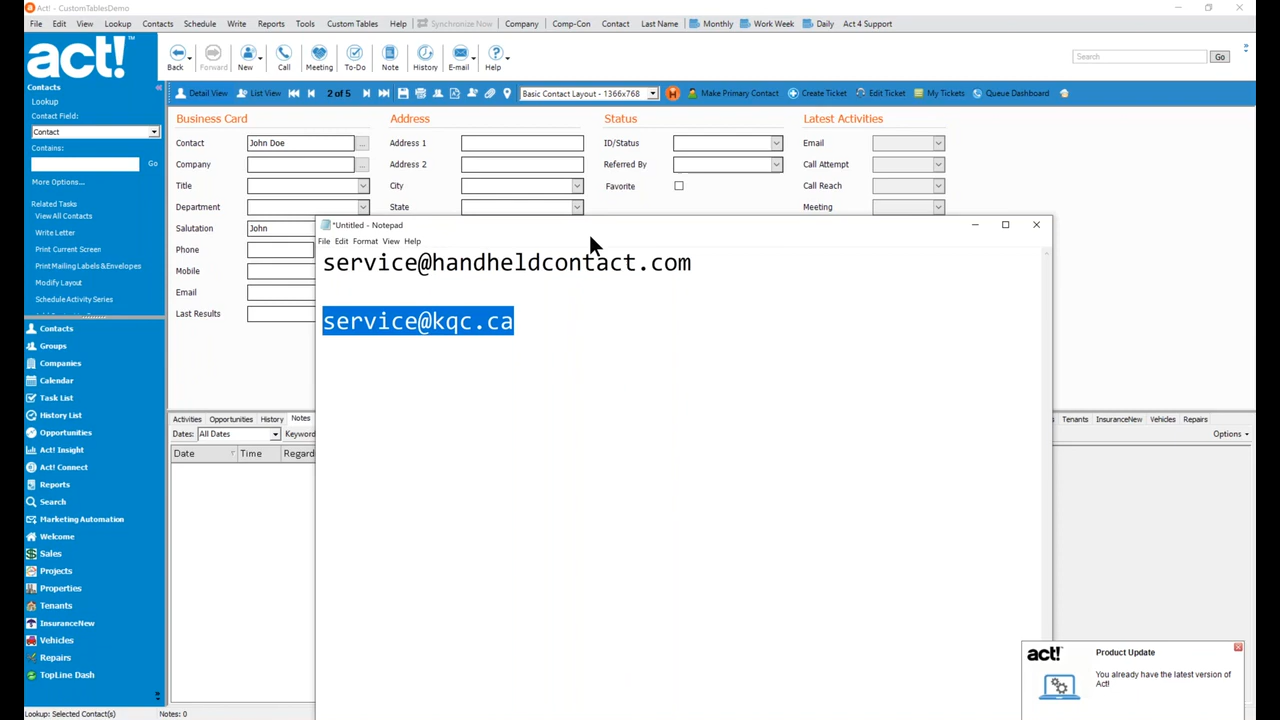 Act! - CustomTablesDemo
File Edit View Lookup Contacts Schedule Write Reports Tools Custom Tables Help Synchronize Now Company Comp-Con Contact Last Name Monthly Work Week Daily Act 4 Support
act!™
Back Forward New Call Meeting To-Do Note History E-mail Help
Search Go
Contacts
Detail View List View 2 of 5 Basic Contact Layout - 1366x768 H Make Primary Contact Create Ticket Edit Ticket My Tickets Queue Dashboard
Lookup
Contact Field:
Contact
Contains:
Go
More Options...
Related Tasks
View All Contacts
Write Letter
Print Current Screen
Print Mailing Labels & Envelopes
Modify Layout
Schedule Activity Series
Contacts
Groups
Companies
Calendar
Task List
History List
Opportunities
Act! Insight
Act! Connect
Reports
Search
Marketing Automation
Welcome
Sales
Projects
Properties
Tenants
InsuranceNew
Vehicles
Repairs
TopLine Dash
Business Card Address Status Latest Activities
Contact John Doe ... Address 1 ID/Status Email
Company ... Address 2 Referred By Call Attempt
Title City Favorite Call Reach
Department State Meeting
Salutation John
Phone
Mobile
Email
Last Results
*Untitled - Notepad
File Edit Format View Help
service@handheldcontact.com
service@kqc.ca
Activities Opportunities History Notes Tenants InsuranceNew Vehicles Repairs
Dates: All Dates Keyword Options
Date Time Regard
act! Product Update
You already have the latest version of
Act!
Lookup: Selected Contact(s) Notes: 0